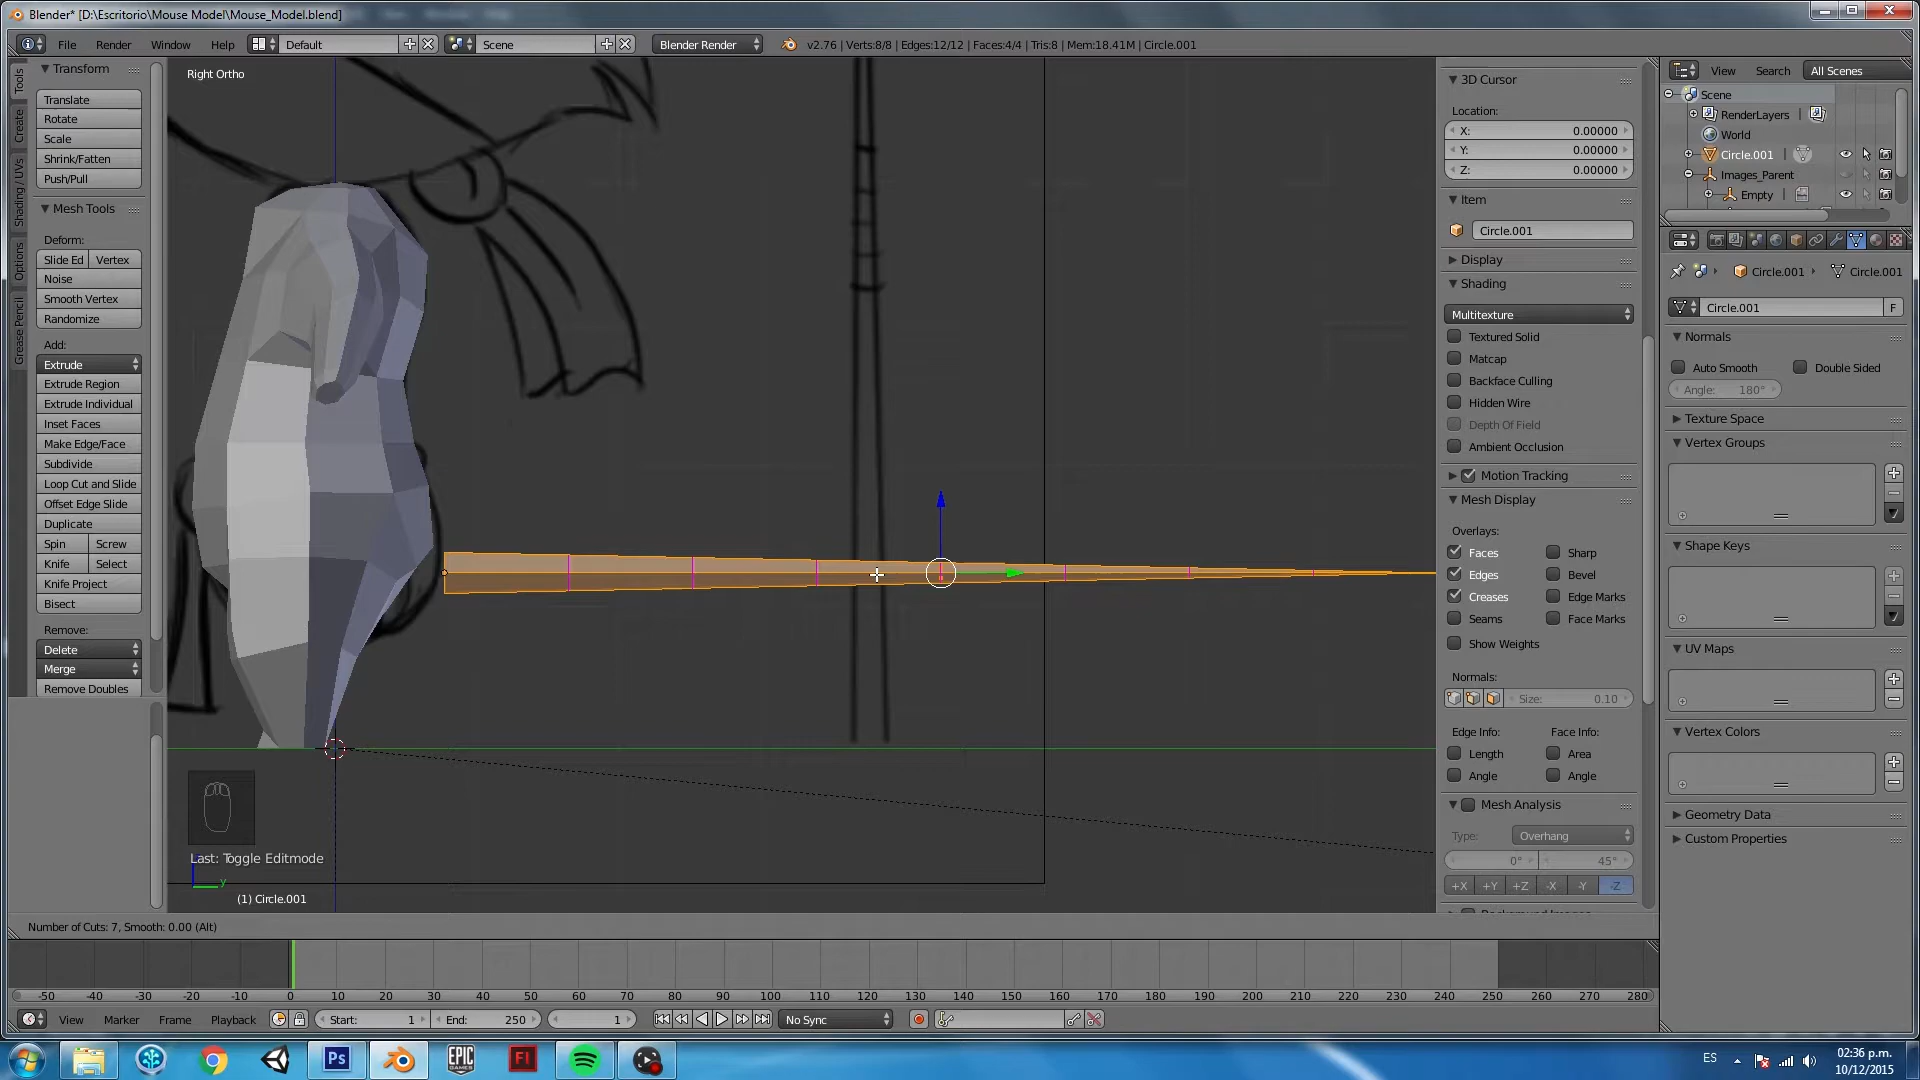 Blender* [D:\Escritorio\Mouse Model\Mouse_Model.blend]
File Render Window Help Default Scene Blender Render v2.76 | Verts:8/8 | Edges:12/12 | Faces:4/4 | Tris:8 | Mem:18.41M | Circle.001
Transform
Translate
Rotate
Scale
Shrink/Fatten
Push/Pull
Mesh Tools
Deform:
Slide Ed Vertex
Noise
Smooth Vertex
Randomize
Add:
Extrude
Extrude Region
Extrude Individual
Inset Faces
Make Edge/Face
Subdivide
Loop Cut and Slide
Offset Edge Slide
Duplicate
Spin Screw
Knife Select
Knife Project
Bisect
Remove:
Delete
Merge
Remove Doubles
Tools
Create
Shading / UVs
Options
Grease Pencil
Right Ortho
Last: Toggle Editmode
y
(1) Circle.001
Number of Cuts: 7, Smooth: 0.00 (Alt)
3D Cursor
Location:
X: 0.00000
Y: 0.00000
Z: 0.00000
Item
Circle.001
Display
Shading
Multitexture
Textured Solid
Matcap
Backface Culling
Hidden Wire
Depth Of Field
Ambient Occlusion
Motion Tracking
Mesh Display
Overlays:
Faces Sharp
Edges Bevel
Creases Edge Marks
Seams Face Marks
Show Weights
Normals:
Size: 0.10
Edge Info: Face Info:
Length Area
Angle Angle
Mesh Analysis
Type: Overhang
0° 45°
+X +Y +Z -X -Y -Z
View Search All Scenes
Scene
RenderLayers
World
Circle.001
Images_Parent
Empty
Circle.001 Circle.001
Circle.001 F
Normals
Auto Smooth Double Sided
Angle: 180°
Texture Space
Vertex Groups
Shape Keys
UV Maps
Vertex Colors
Geometry Data
Custom Properties
-50 -40 -30 -20 -10 0 10 20 30 40 50 60 70 80 90 100 110 120 130 140 150 160 170 180 190 200 210 220 230 240 250 260 270 280
View Marker Frame Playback Start: 1 End: 250 1 No Sync
Ps EPIC GAMES Fl ES 02:36 p.m.
10/12/2015